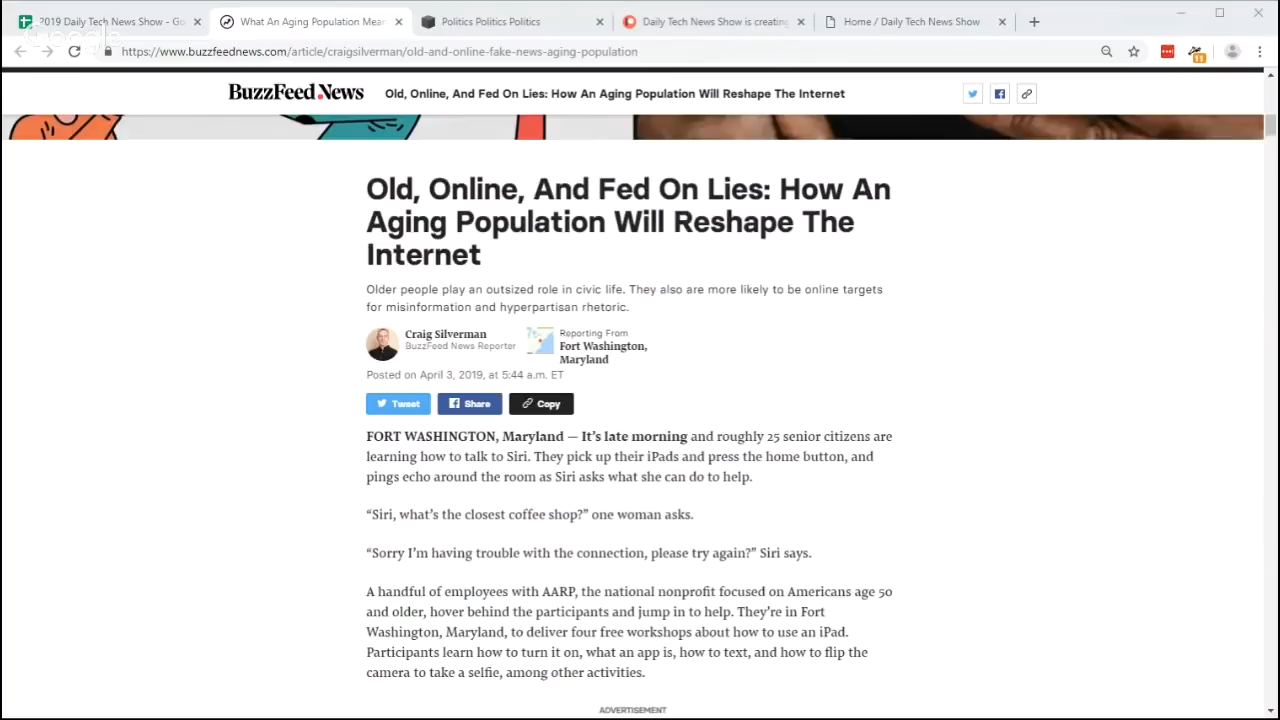 2019 Daily Tech News Show - Go
What An Aging Population Mean
Politics Politics Politics
Daily Tech News Show is creating
Home / Daily Tech News Show
https://www.buzzfeednews.com/article/craigsilverman/old-and-online-fake-news-aging-population
BuzzFeed News
Old, Online, And Fed On Lies: How An Aging Population Will Reshape The Internet
Old, Online, And Fed On Lies: How An
Aging Population Will Reshape The
Internet
Older people play an outsized role in civic life. They also are more likely to be online targets
for misinformation and hyperpartisan rhetoric.
Craig Silverman
BuzzFeed News Reporter
Reporting From
Fort Washington,
Maryland
Posted on April 3, 2019, at 5:44 a.m. ET
Tweet
Share
Copy
FORT WASHINGTON, Maryland — It’s late morning and roughly 25 senior citizens are
learning how to talk to Siri. They pick up their iPads and press the home button, and
pings echo around the room as Siri asks what she can do to help.
“Siri, what’s the closest coffee shop?” one woman asks.
“Sorry I’m having trouble with the connection, please try again?” Siri says.
A handful of employees with AARP, the national nonprofit focused on Americans age 50
and older, hover behind the participants and jump in to help. They’re in Fort
Washington, Maryland, to deliver four free workshops about how to use an iPad.
Participants learn how to turn it on, what an app is, how to text, and how to flip the
camera to take a selfie, among other activities.
ADVERTISEMENT